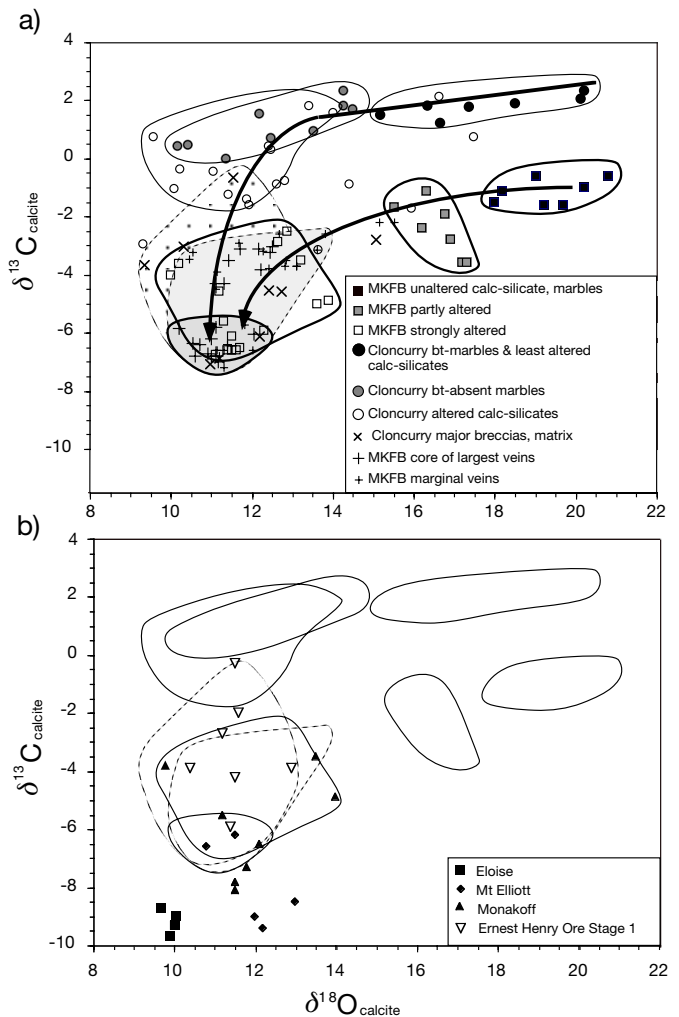 a)
4
2
0
-2
-4
-6
-8
-10
δ13Ccalcite
MKFB unaltered calc-silicate, marbles
MKFB partly altered
MKFB strongly altered
Cloncurry bt-marbles & least altered
calc-silicates
Cloncurry bt-absent marbles
Cloncurry altered calc-silicates
Cloncurry major breccias, matrix
MKFB core of largest veins
MKFB marginal veins
8 10 12 14 16 18 20 22
b)
4
2
0
-2
-4
-6
-8
-10
δ13Ccalcite
Eloise
Mt Elliott
Monakoff
Ernest Henry Ore Stage 1
8 10 12 14 16 18 20 22
δ18Ocalcite